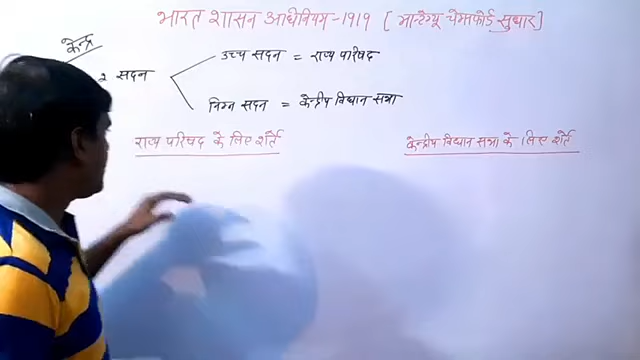 भारत शासन अधिनियम-1919 [मान्टेग्यू चेम्सफोर्ड सुधार]
केन्द्र
2 सदन
उच्च सदन = राज्य परिषद
निम्न सदन = केन्द्रीय विधान सभा
राज्य परिषद के लिए शर्तें
केन्द्रीय विधान सभा के लिए शर्तें